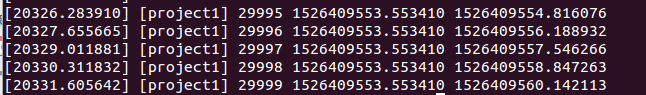 [20326.283910] [project1] 29995 1526409553.553410 1526409554.816076
[20327.655665] [project1] 29996 1526409553.553410 1526409556.188932
[20329.011881] [project1] 29997 1526409553.553410 1526409557.546266
[20330.311832] [project1] 29998 1526409553.553410 1526409558.847263
[20331.605642] [project1] 29999 1526409553.553410 1526409560.142113